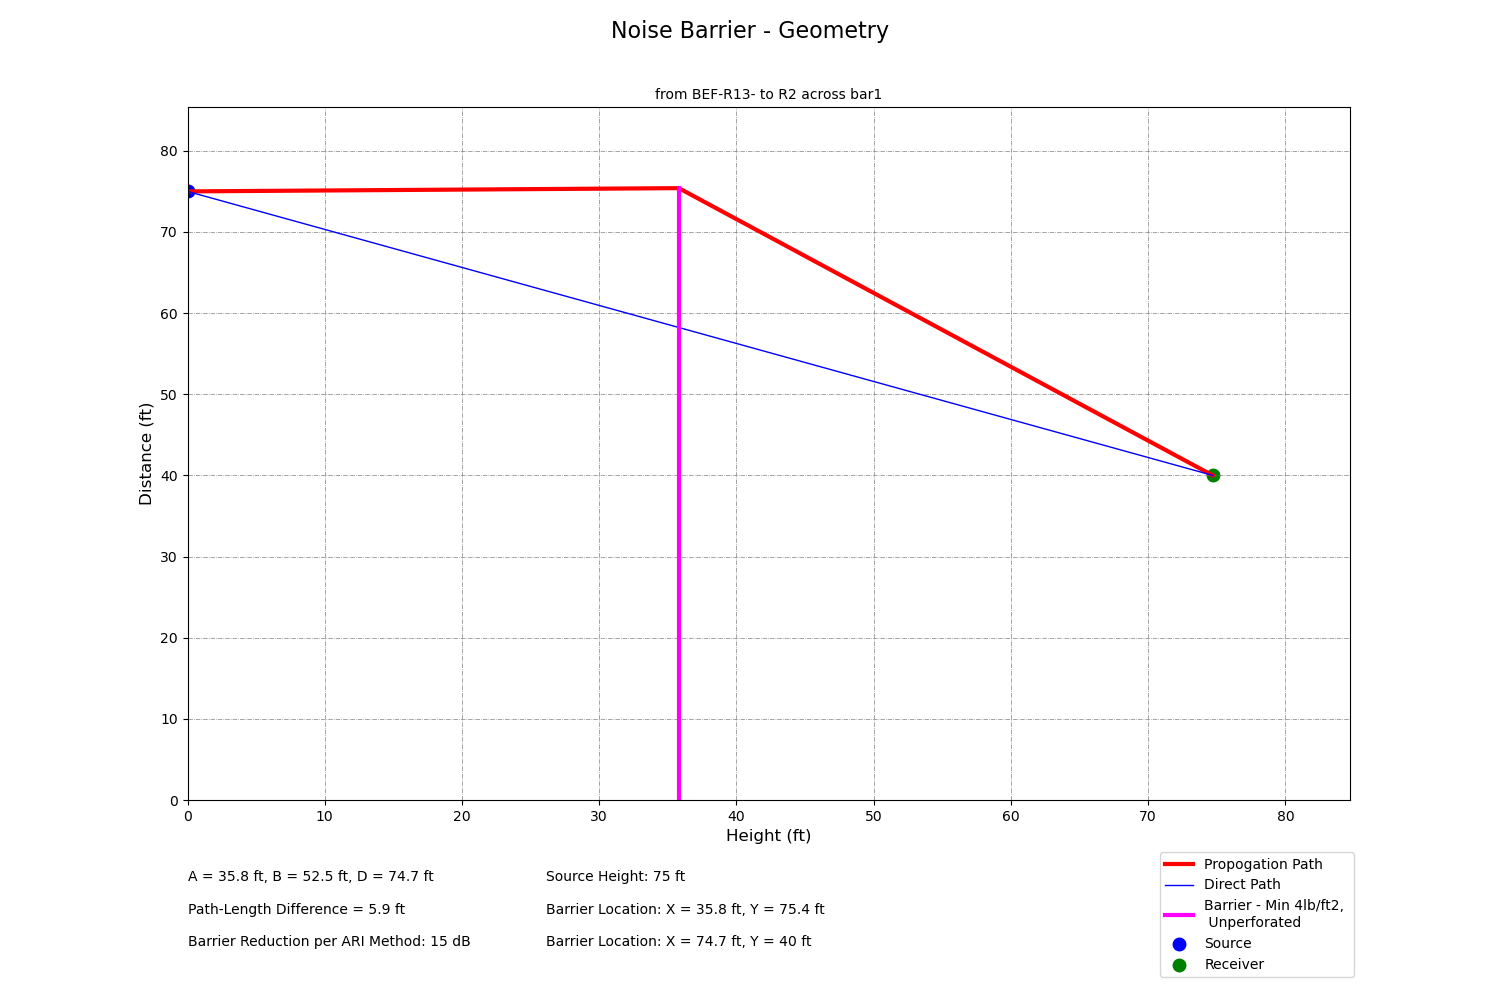 Noise Barrier - Geometry
from BEF-R13- to R2 across bar1
80
70
60
50
40
30
20
10
0
Distance (ft)
0 10 20 30 40 50 60 70 80
Height (ft)
A = 35.8 ft, B = 52.5 ft, D = 74.7 ft
Path-Length Difference = 5.9 ft
Barrier Reduction per ARI Method: 15 dB
Source Height: 75 ft
Barrier Location: X = 35.8 ft, Y = 75.4 ft
Barrier Location: X = 74.7 ft, Y = 40 ft
Propogation Path
Direct Path
Barrier - Min 4lb/ft2,
Unperforated
Source
Receiver